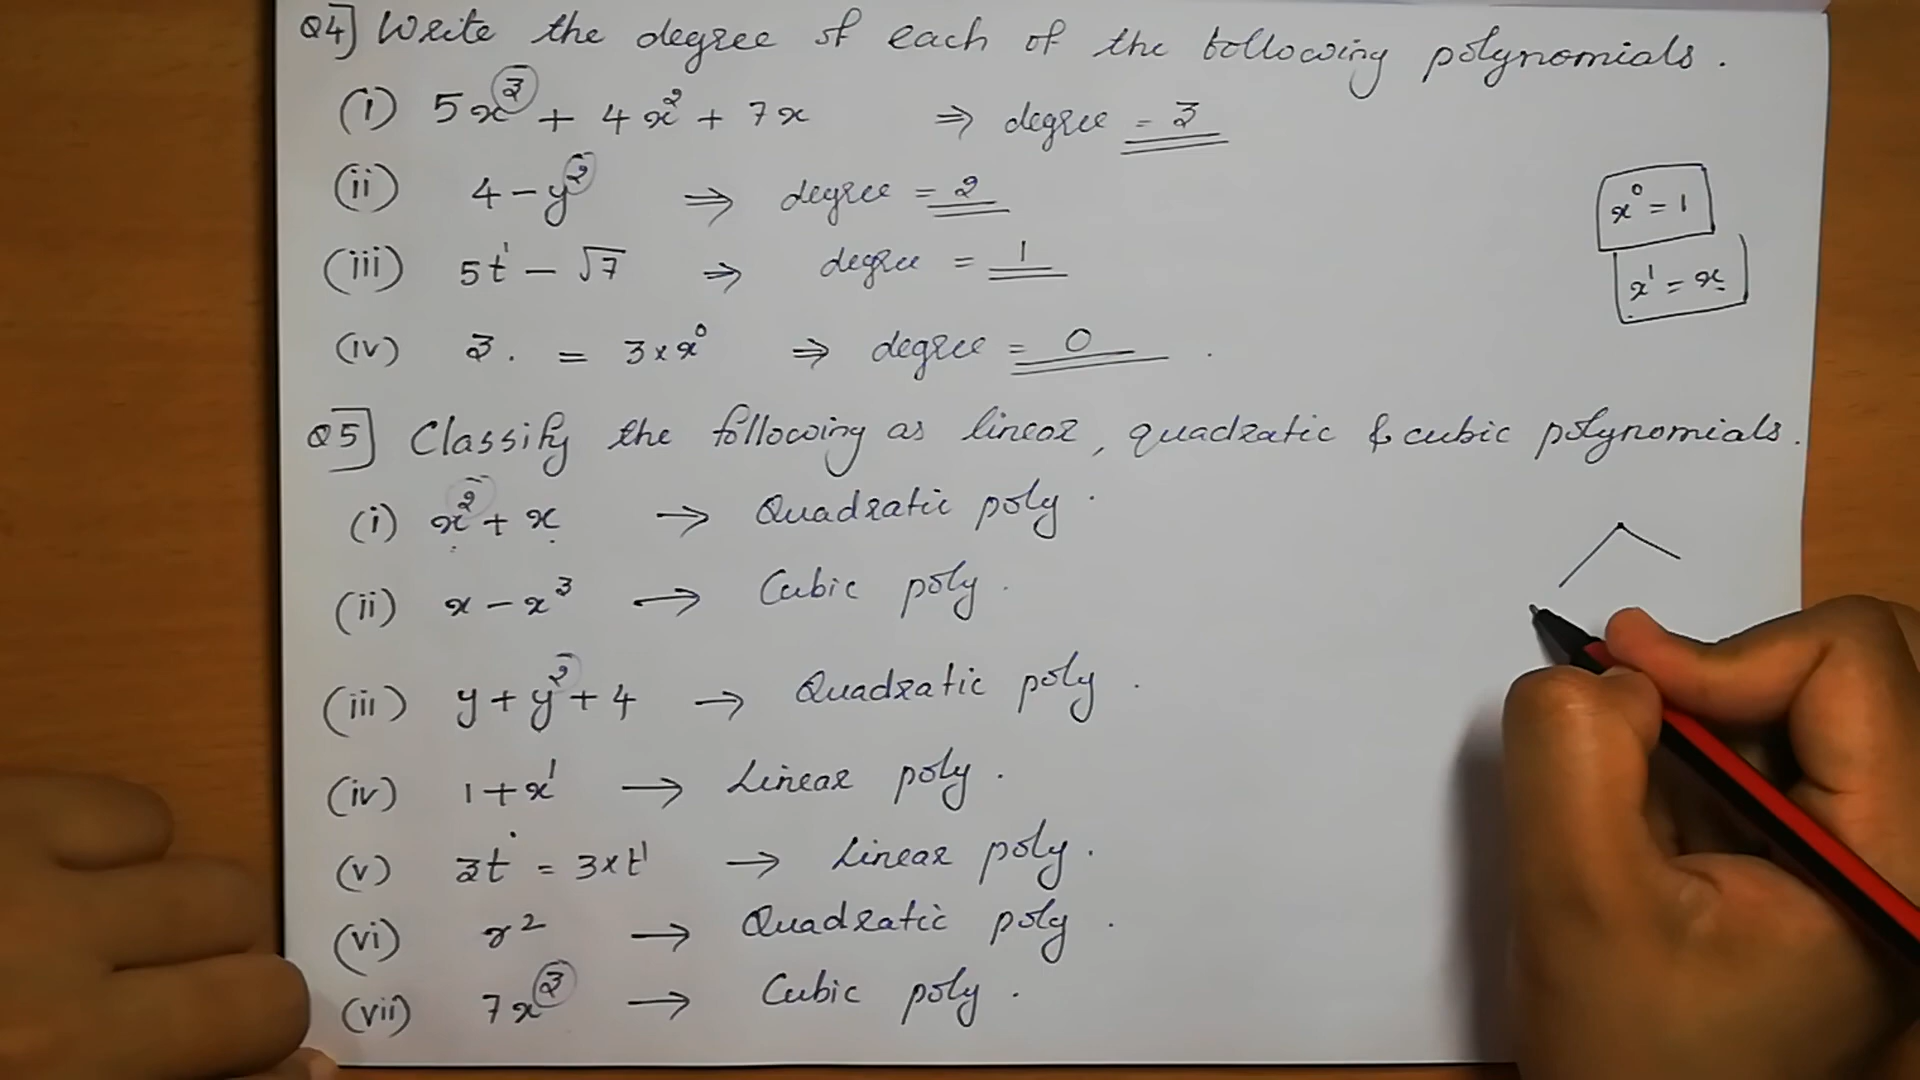 Q4] Write the degree of each of the following polynomials.
(i) 5x³ + 4x² + 7x ⇒ degree = 3
(ii) 4 - y² ⇒ degree = 2
x⁰ = 1
(iii) 5t¹ - √7 ⇒ degree = 1
x¹ = x
(iv) 3. = 3×x⁰ ⇒ degree = 0.
Q5] Classify the following as linear, quadratic & cubic polynomials.
(i) x² + x → Quadratic poly.
(ii) x - x³ → Cubic poly.
(iii) y + y² + 4 → Quadratic poly.
(iv) 1 + x¹ → Linear poly.
(v) 3t = 3×t¹ → Linear poly.
(vi) r² → Quadratic poly.
(vii) 7x³ → Cubic poly.